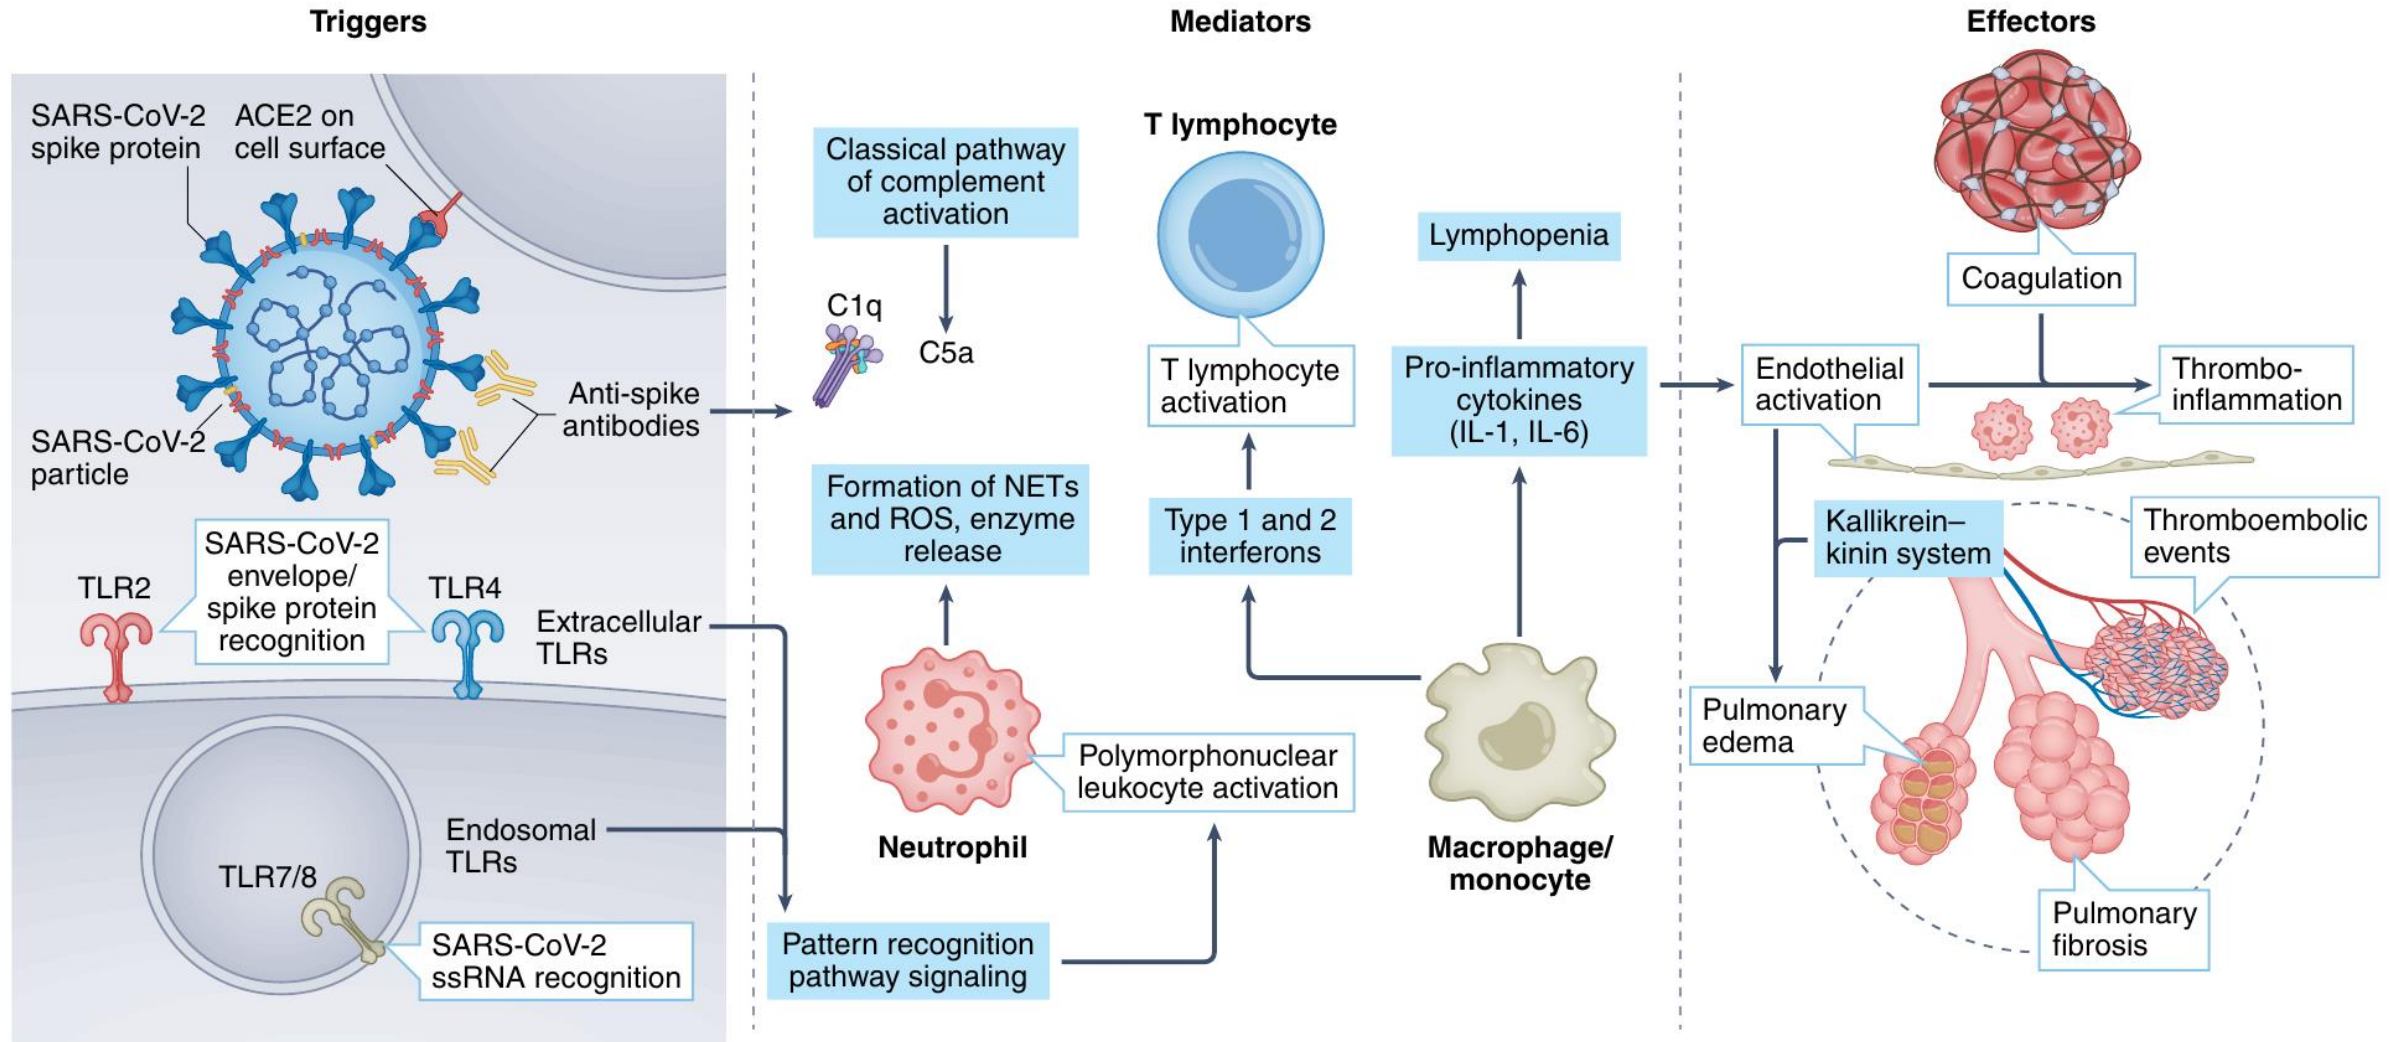 Triggers
Mediators
Effectors
SARS-CoV-2
spike protein
ACE2 on
cell surface
SARS-CoV-2
particle
Anti-spike
antibodies
SARS-CoV-2
envelope/
spike protein
recognition
TLR2
TLR4
Extracellular
TLRs
Endosomal
TLRs
TLR7/8
SARS-CoV-2
ssRNA recognition
Classical pathway
of complement
activation
C1q
C5a
Formation of NETs
and ROS, enzyme
release
Neutrophil
Polymorphonuclear
leukocyte activation
Pattern recognition
pathway signaling
T lymphocyte
T lymphocyte
activation
Type 1 and 2
interferons
Lymphopenia
Pro-inflammatory
cytokines
(IL-1, IL-6)
Macrophage/
monocyte
Coagulation
Endothelial
activation
Thrombo-
inflammation
Kallikrein–
kinin system
Thromboembolic
events
Pulmonary
edema
Pulmonary
fibrosis